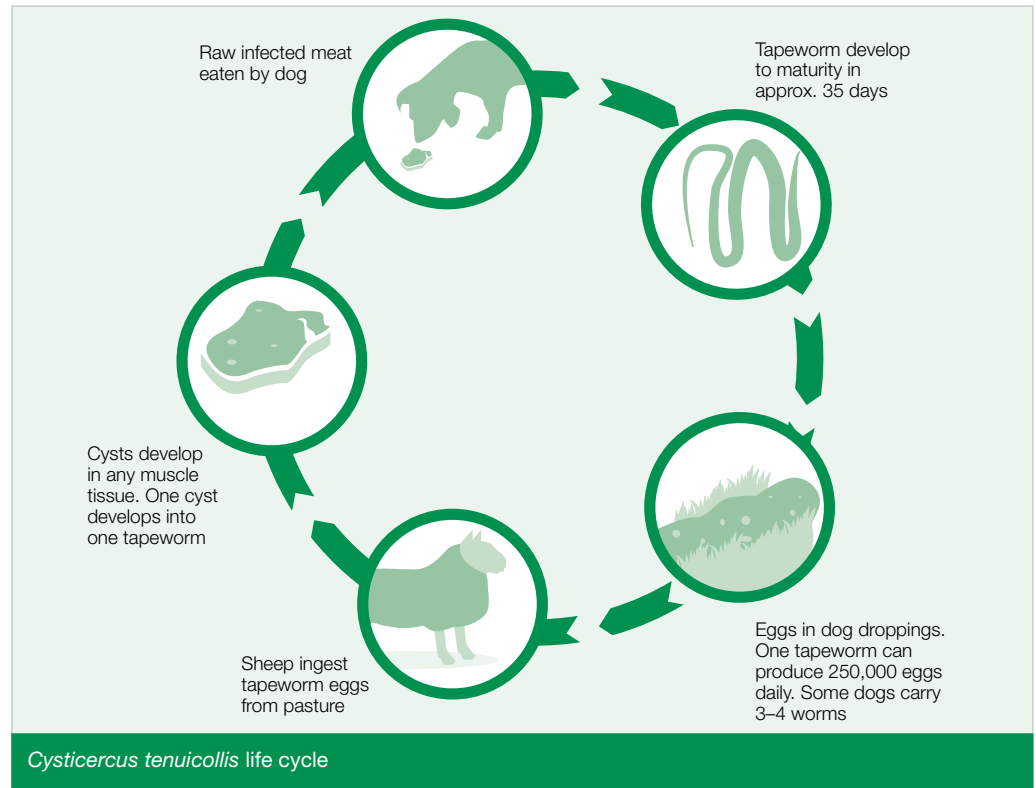 Raw infected meat
eaten by dog
Tapeworm develop
to maturity in
approx. 35 days
Eggs in dog droppings.
One tapeworm can
produce 250,000 eggs
daily. Some dogs carry
3–4 worms
Sheep ingest
tapeworm eggs
from pasture
Cysts develop
in any muscle
tissue. One cyst
develops into
one tapeworm
Cysticercus tenuicollis life cycle